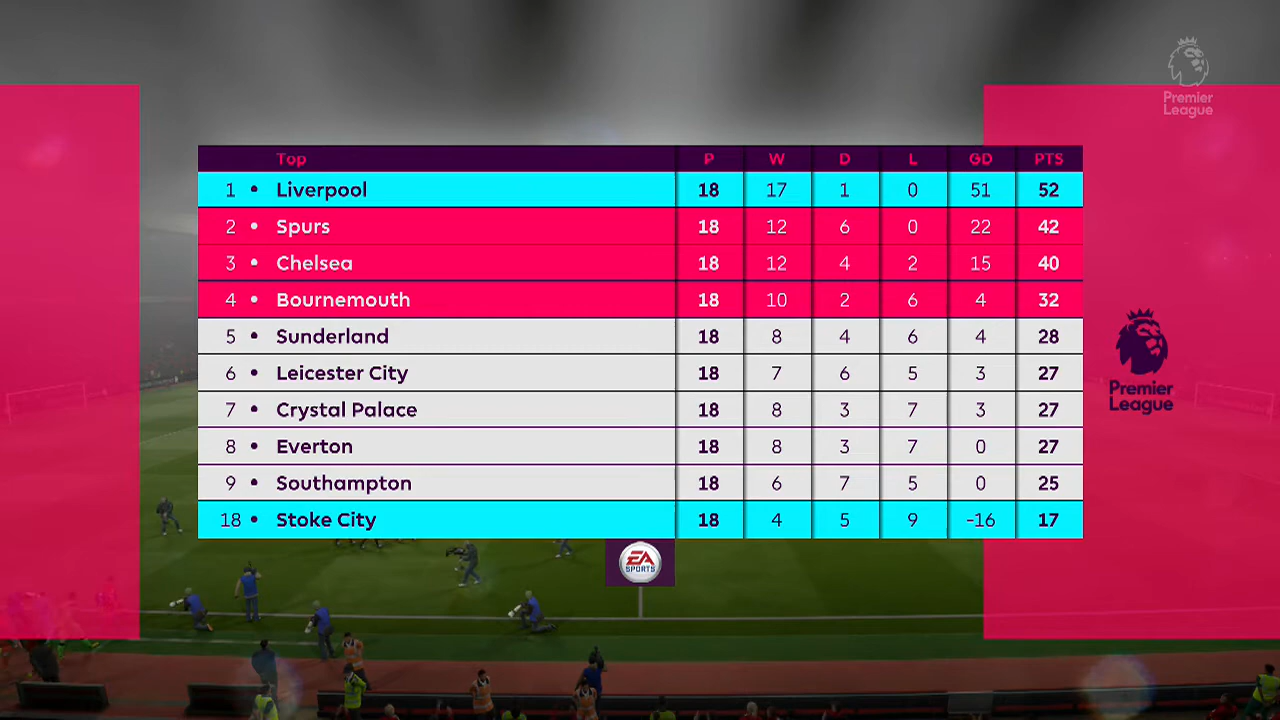 Premier
League
Top P W D L GD PTS
1 • Liverpool 18 17 1 0 51 52
2 • Spurs 18 12 6 0 22 42
3 • Chelsea 18 12 4 2 15 40
4 • Bournemouth 18 10 2 6 4 32
5 • Sunderland 18 8 4 6 4 28
6 • Leicester City 18 7 6 5 3 27
7 • Crystal Palace 18 8 3 7 3 27
8 • Everton 18 8 3 7 0 27
9 • Southampton 18 6 7 5 0 25
18 • Stoke City 18 4 5 9 -16 17
Premier
League
EA
SPORTS